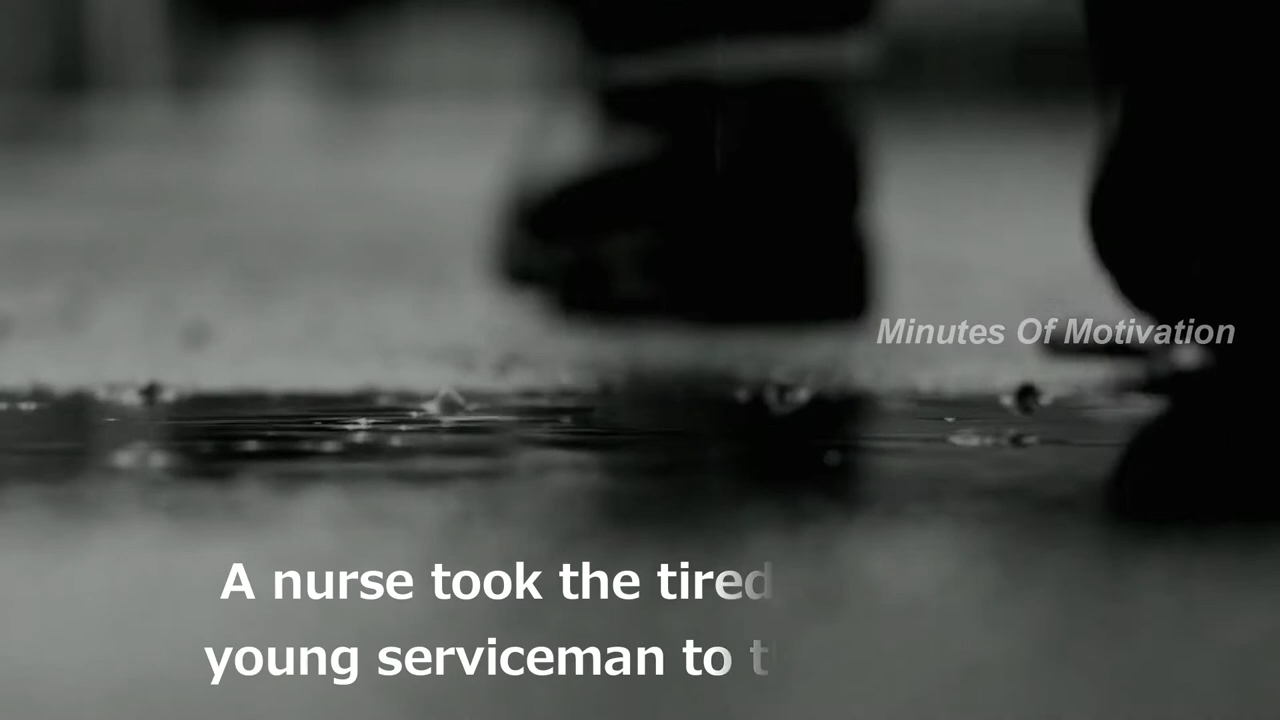 Minutes Of Motivation
A nurse took the tired
young serviceman to